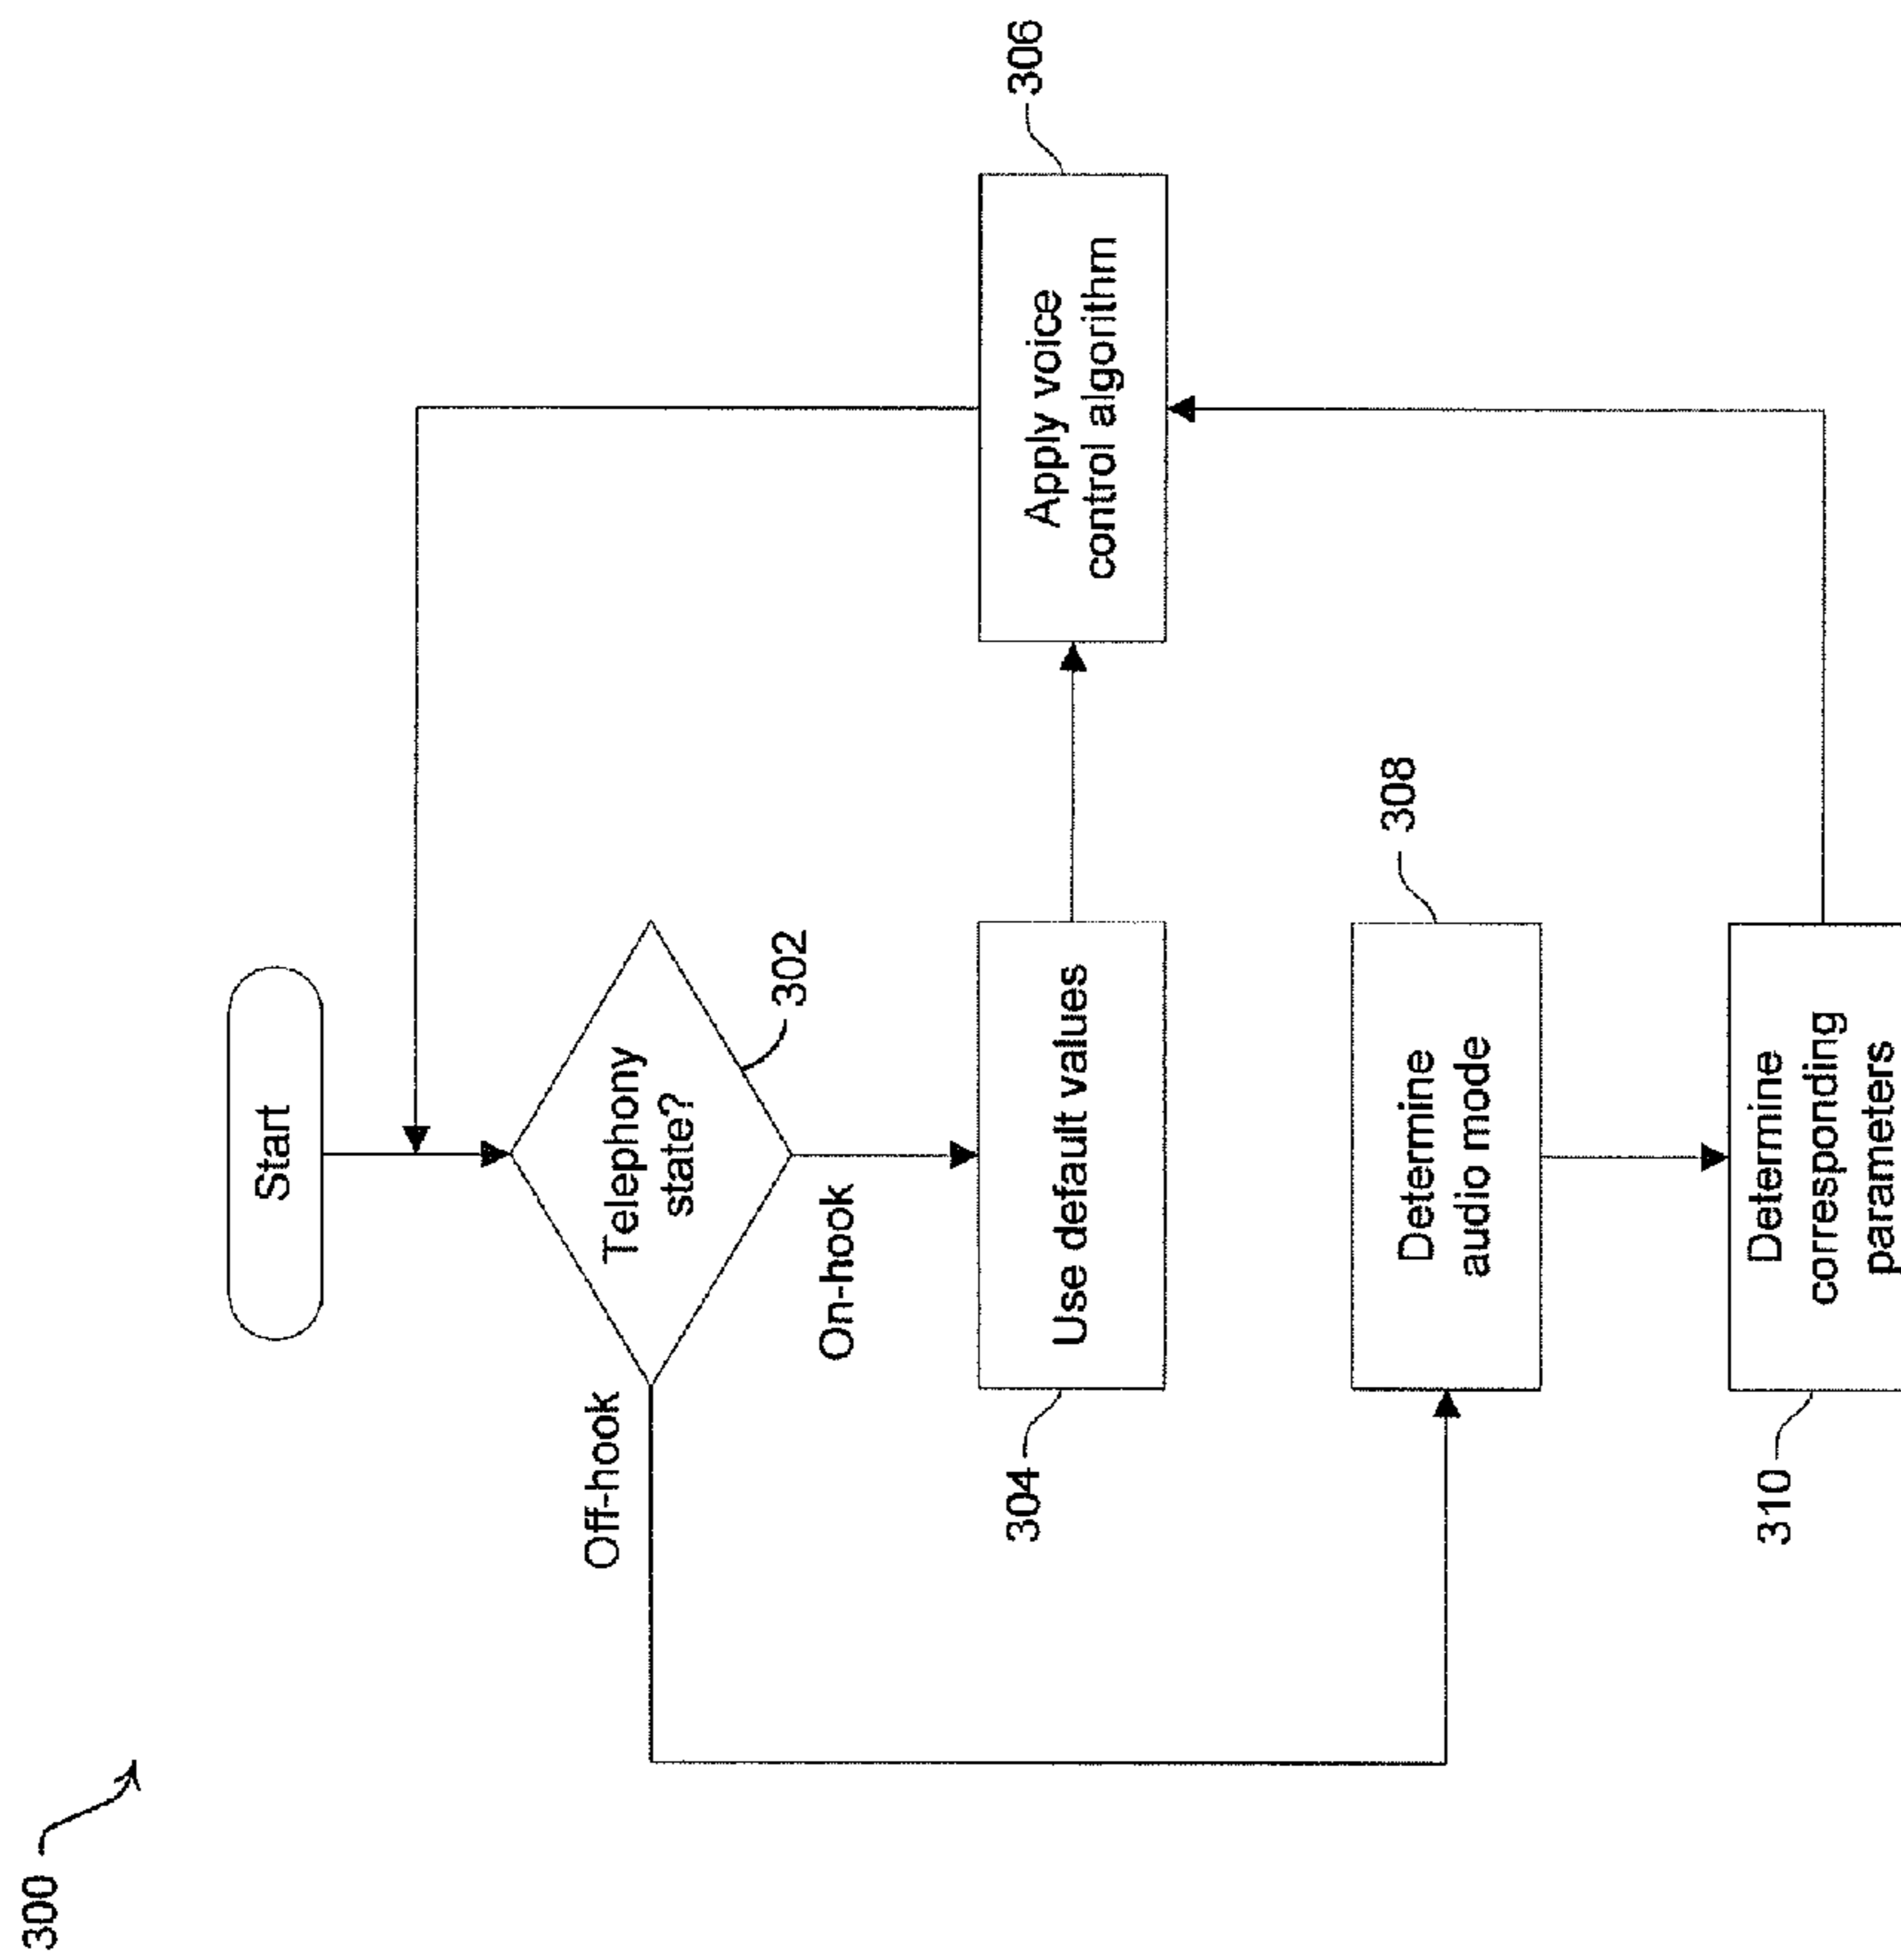 300
Start
Telephony
state?
302
Off-hook
On-hook
Use default values
304
Apply voice
control algorithm
306
Determine
audio mode
308
Determine
corresponding
parameters
310